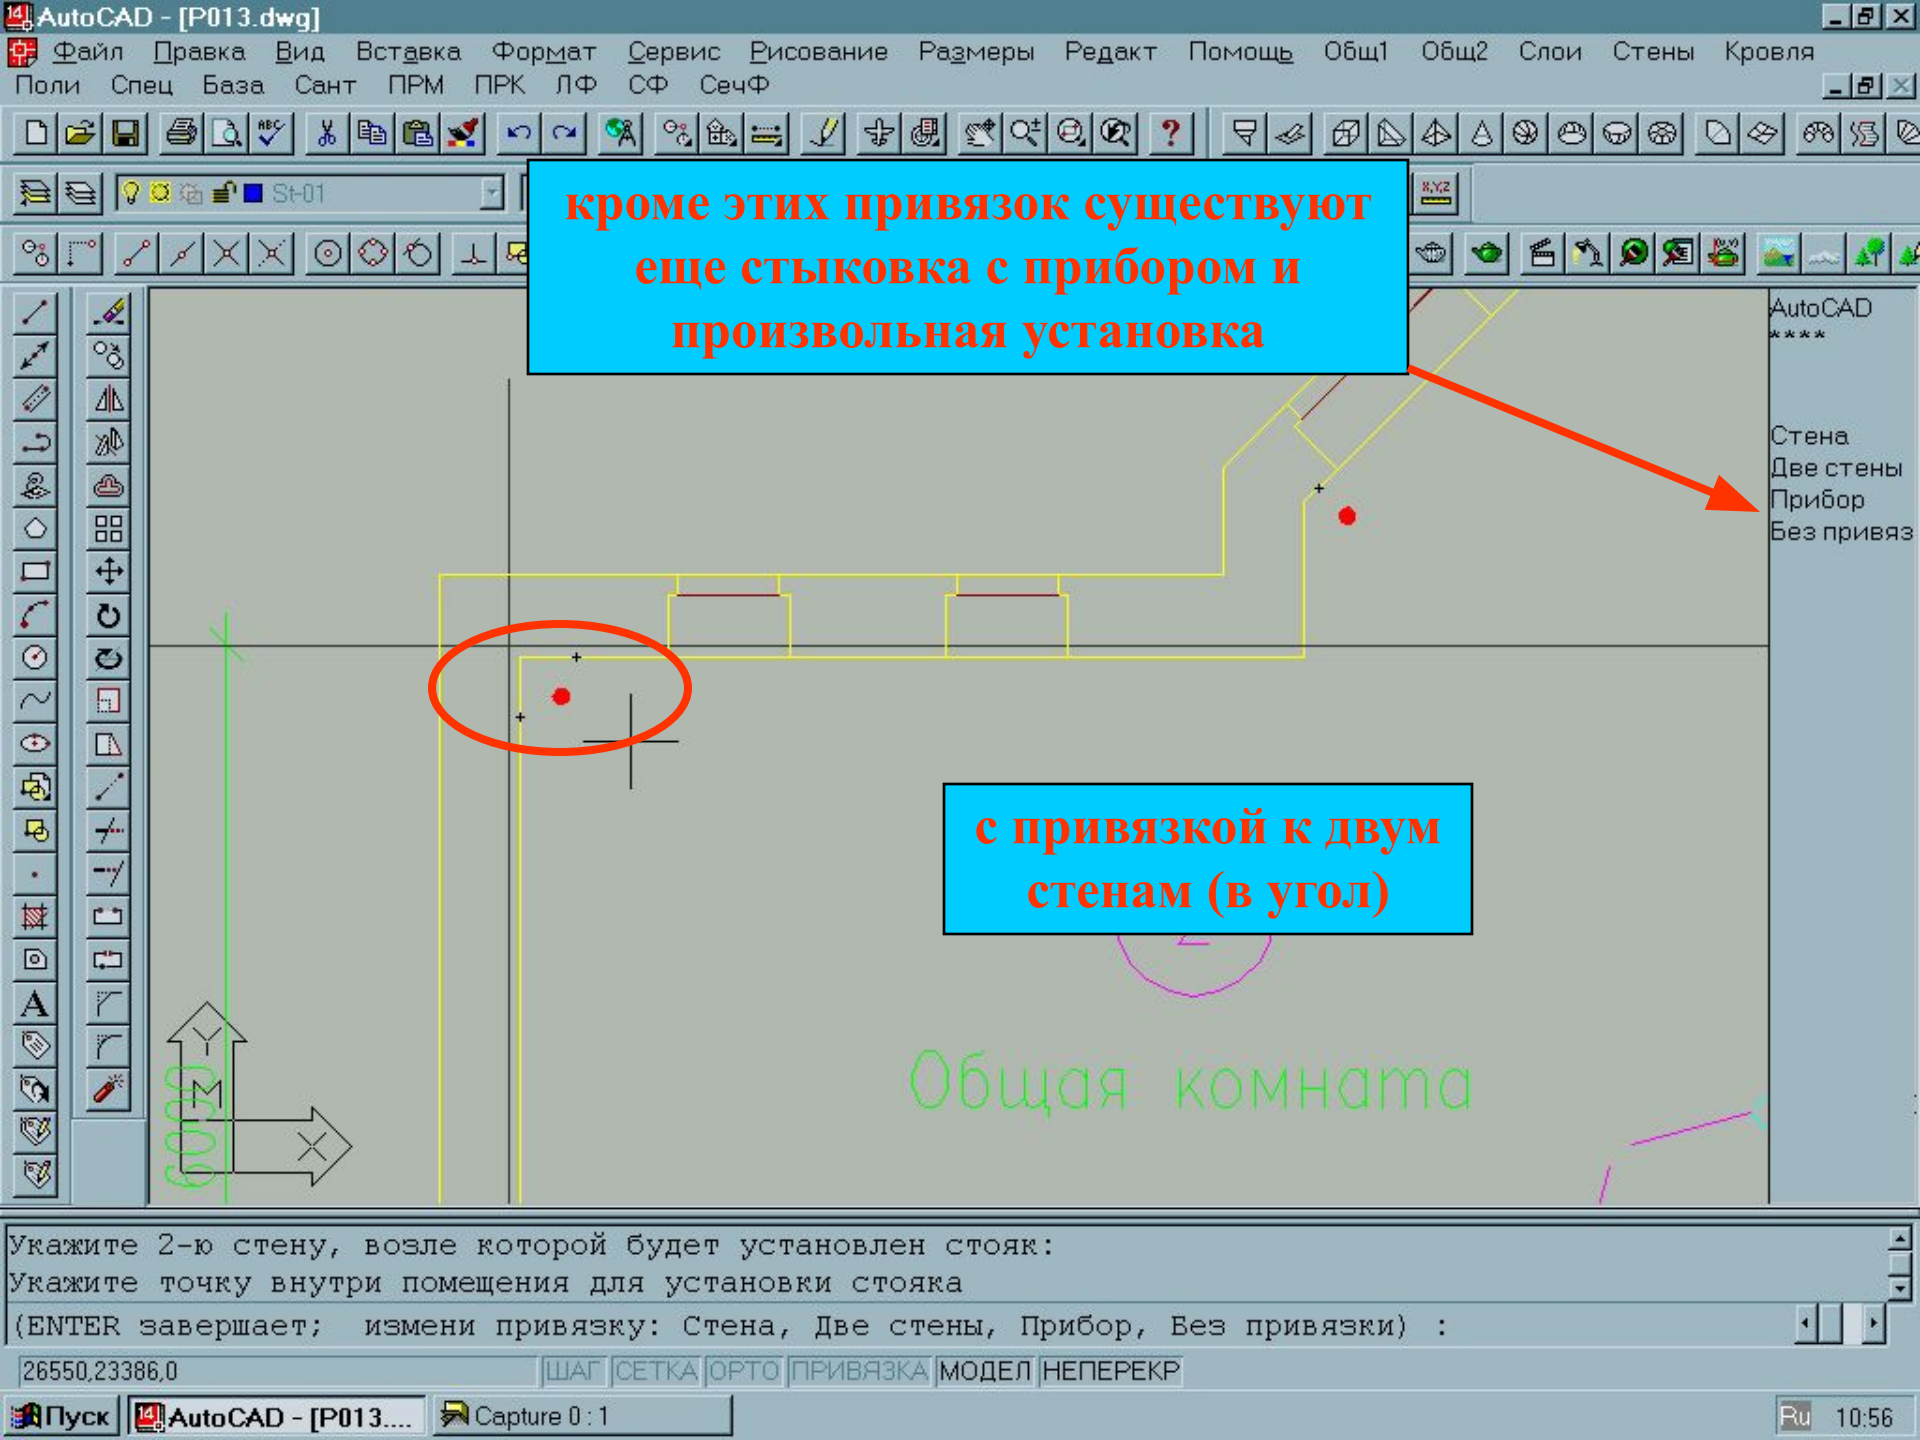 AutoCAD - [P013.dwg]
Файл Правка Вид Вставка Формат Сервис Рисование Размеры Редакт Помощь Общ1 Общ2 Слои Стены Кровля
Поли Спец База Сант ПРМ ПРК ЛФ СФ СечФ
St-01
кроме этих привязок существуют
еще стыковка с прибором и
произвольная установка
AutoCAD
****
Стена
Две стены
Прибор
Без привяз
с привязкой к двум
стенам (в угол)
Общая комната
6000
Y
M
X
Укажите 2-ю стену, возле которой будет установлен стояк:
Укажите точку внутри помещения для установки стояка
(ENTER завершает; измени привязку: Стена, Две стены, Прибор, Без привязки) :
26550,23386,0 ШАГ СЕТКА ОРТО ПРИВЯЗКА МОДЕЛ НЕПЕРЕКР
Пуск AutoCAD - [P013.... Capture 0 : 1 Ru 10:56